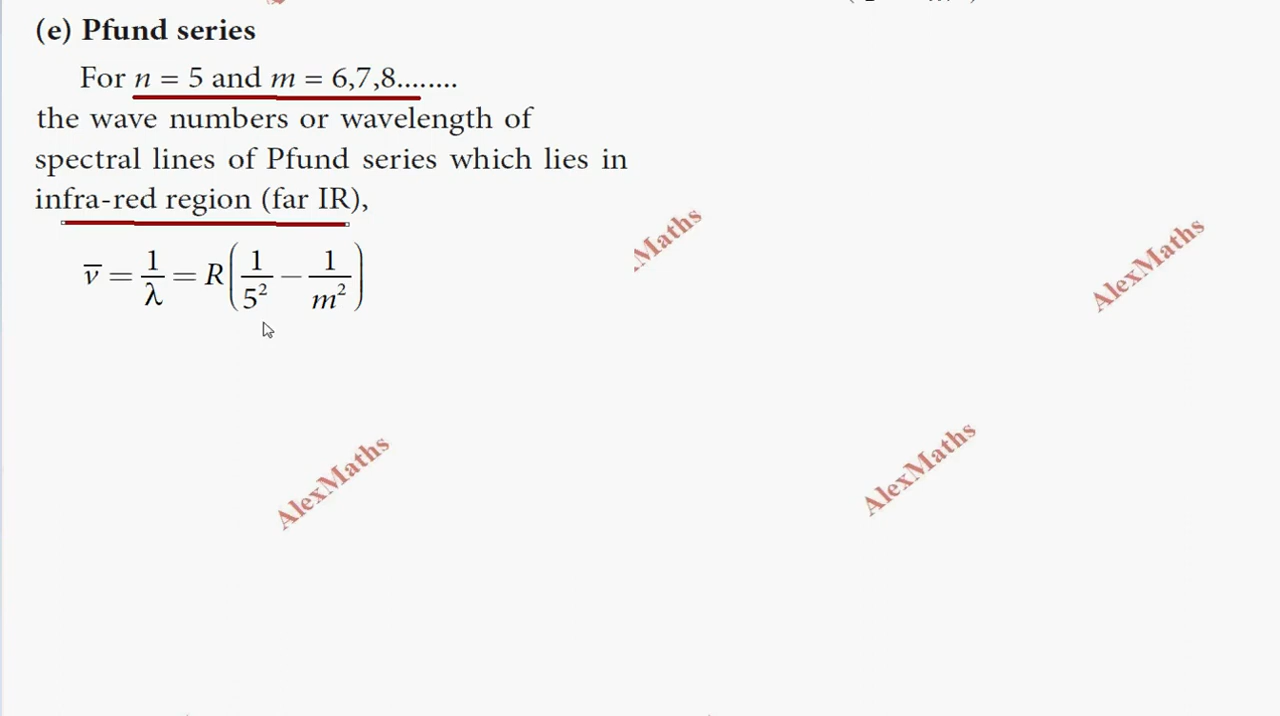 (e) Pfund series
For n = 5 and m = 6,7,8........
the wave numbers or wavelength of
spectral lines of Pfund series which lies in
infra-red region (far IR),
ν̅ = 1/λ = R(1/5² − 1/m²)
Maths
AlexMaths
AlexMaths
AlexMaths